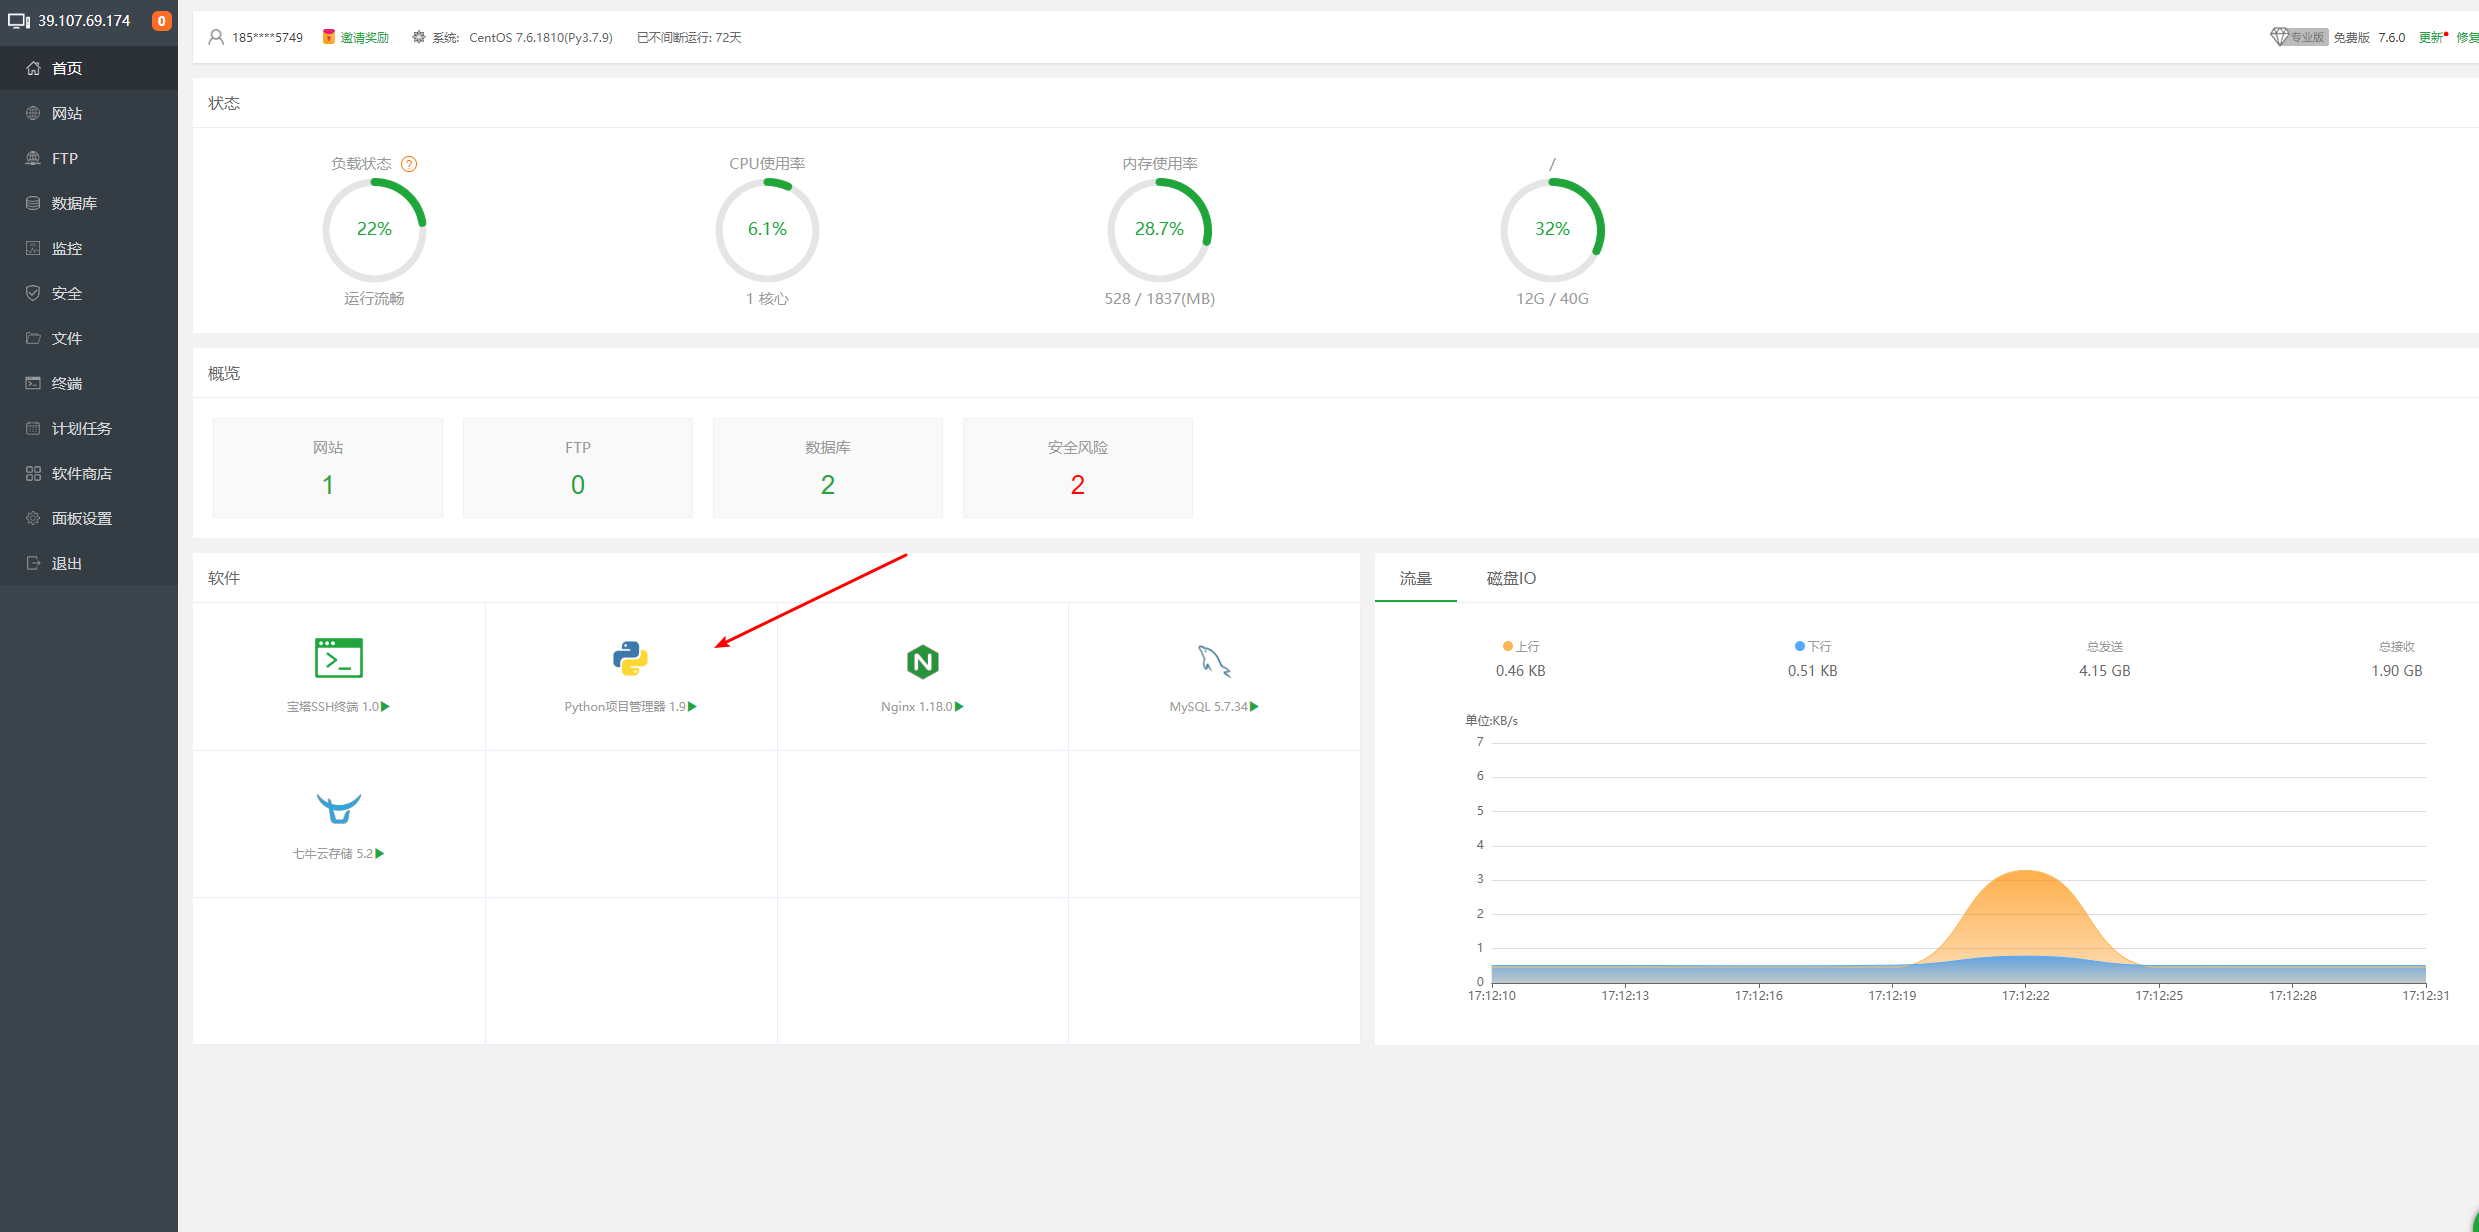 39.107.69.174 0
首页
网站
FTP
数据库
监控
安全
文件
终端
计划任务
软件商店
面板设置
退出
185****5749 邀请奖励 系统: CentOS 7.6.1810(Py3.7.9) 已不间断运行: 72天
专业版 免费版 7.6.0 更新 修复
状态
负载状态 ?
22%
运行流畅
CPU使用率
6.1%
1 核心
内存使用率
28.7%
528 / 1837(MB)
/
32%
12G / 40G
概览
网站
1
FTP
0
数据库
2
安全风险
2
软件
宝塔SSH终端 1.0
Python项目管理器 1.9
N
Nginx 1.18.0
MySQL 5.7.34
七牛云存储 5.2
流量 磁盘IO
上行
0.46 KB
下行
0.51 KB
总发送
4.15 GB
总接收
1.90 GB
单位:KB/s
7
6
5
4
3
2
1
0
17:12:10 17:12:13 17:12:16 17:12:19 17:12:22 17:12:25 17:12:28 17:12:31